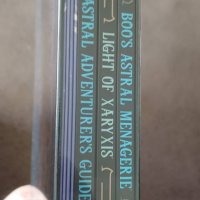 BOO'S ASTRAL MENAGERIE
LIGHT OF XARYXIS
ASTRAL ADVENTURER'S GUIDE